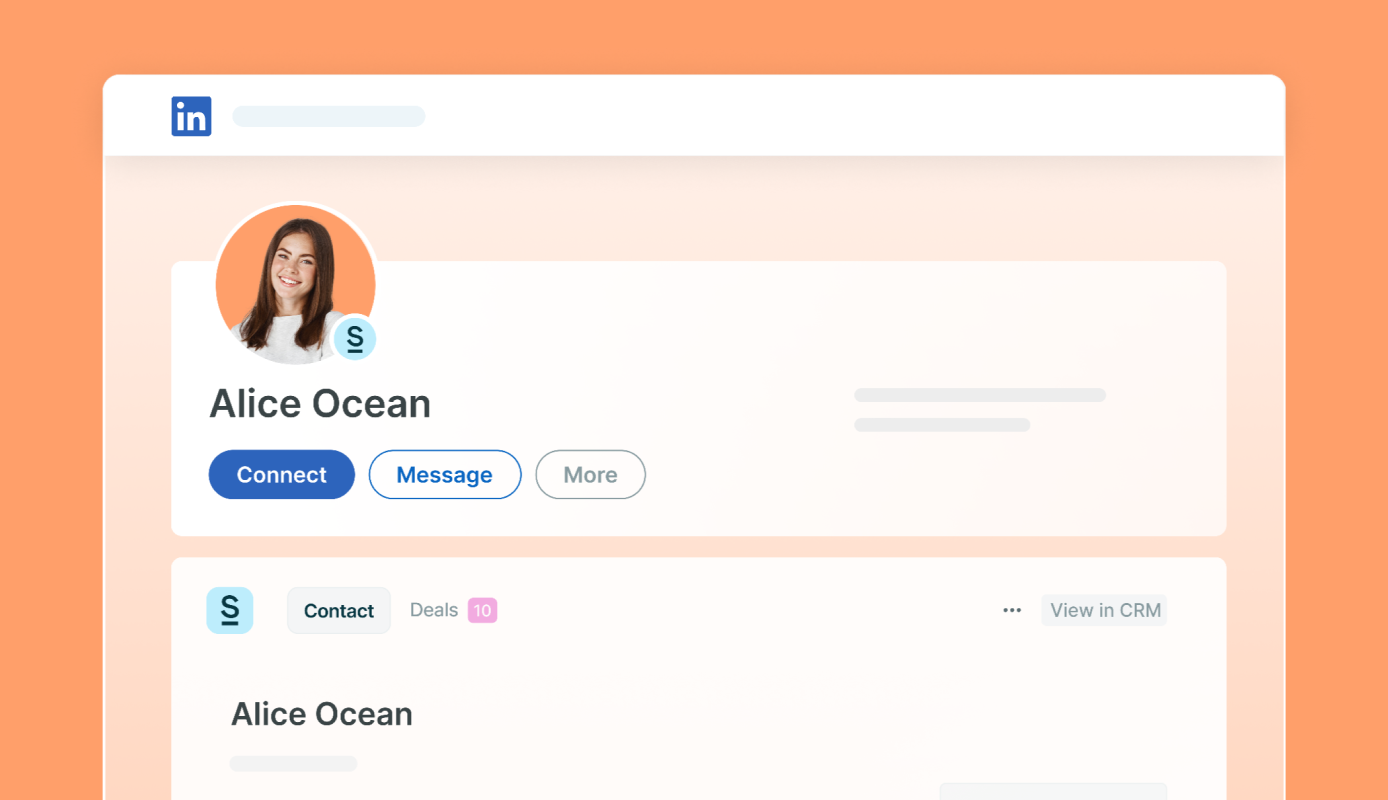 in
S
Alice Ocean
Connect Message More
S Contact Deals 10 ••• View in CRM
Alice Ocean